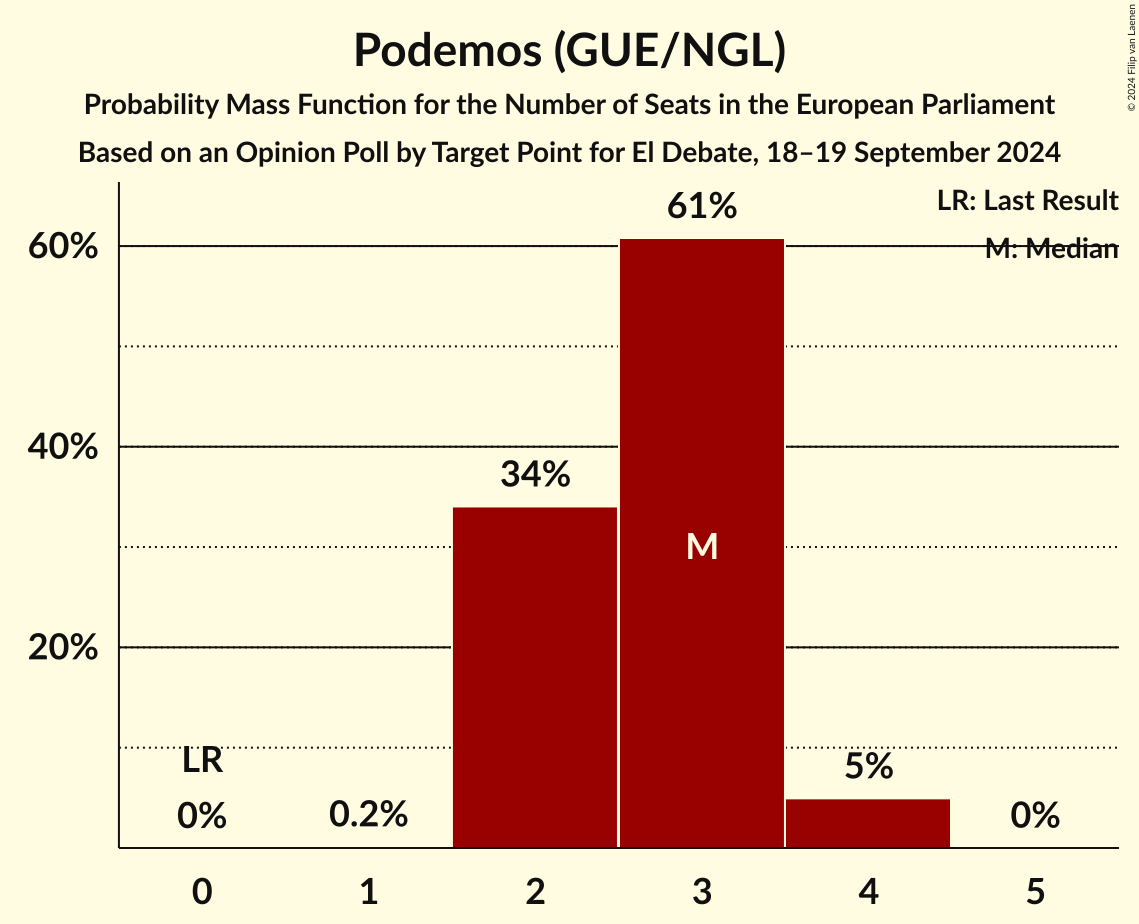 Podemos (GUE/NGL)
Probability Mass Function for the Number of Seats in the European Parliament
Based on an Opinion Poll by Target Point for El Debate, 18–19 September 2024
© 2024 Filip van Laenen
LR: Last Result
M: Median
61%
60%
40%
34%
M
20%
LR
5%
0%
0.2%
0%
0 1 2 3 4 5